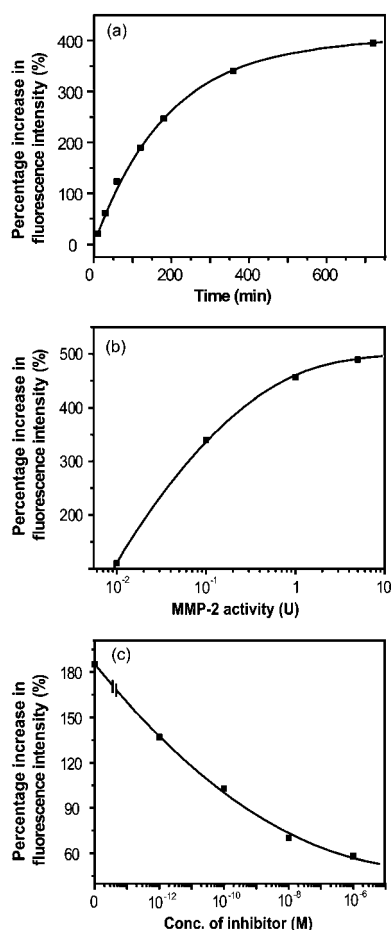 (a)
Percentage increase in
fluorescence intensity (%)
400
300
200
100
0
0 200 400 600
Time (min)
(b)
Percentage increase in
fluorescence intensity (%)
500
400
300
200
10⁻² 10⁻¹ 1 10
MMP-2 activity (U)
(c)
Percentage increase in
fluorescence intensity (%)
180
150
120
90
60
0 10⁻¹² 10⁻¹⁰ 10⁻⁸ 10⁻⁶
Conc. of inhibitor (M)